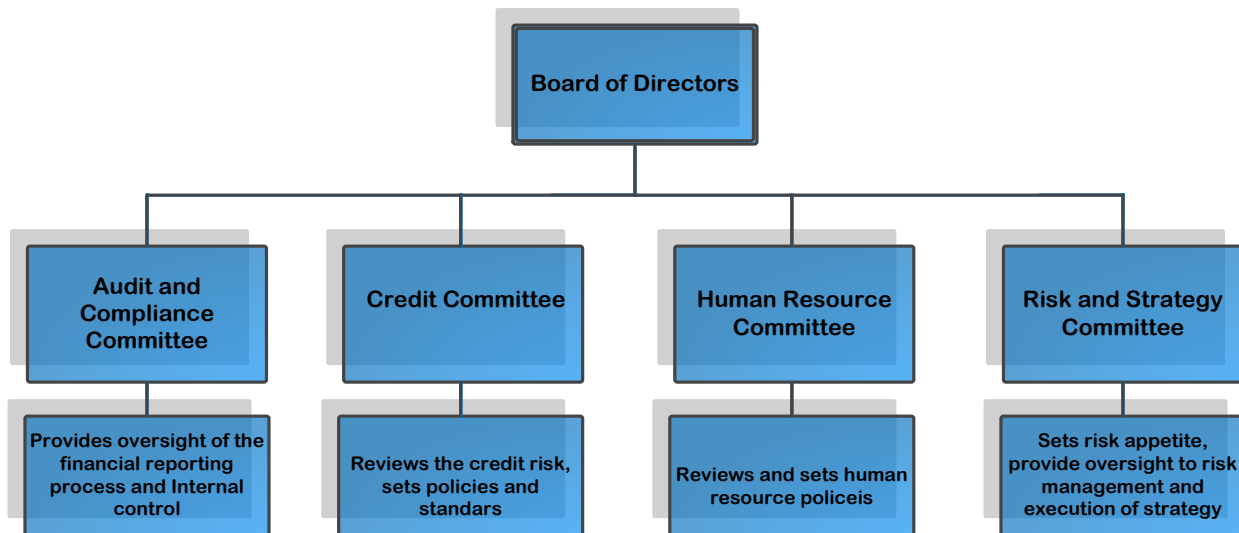 Board of Directors
Audit and
Compliance
Committee
Credit Committee
Human Resource
Committee
Risk and Strategy
Committee
Provides oversight of the
financial reporting
process and Internal
control
Reviews the credit risk,
sets policies and
standars
Reviews and sets human
resource policeis
Sets risk appetite,
provide oversight to risk
management and
execution of strategy